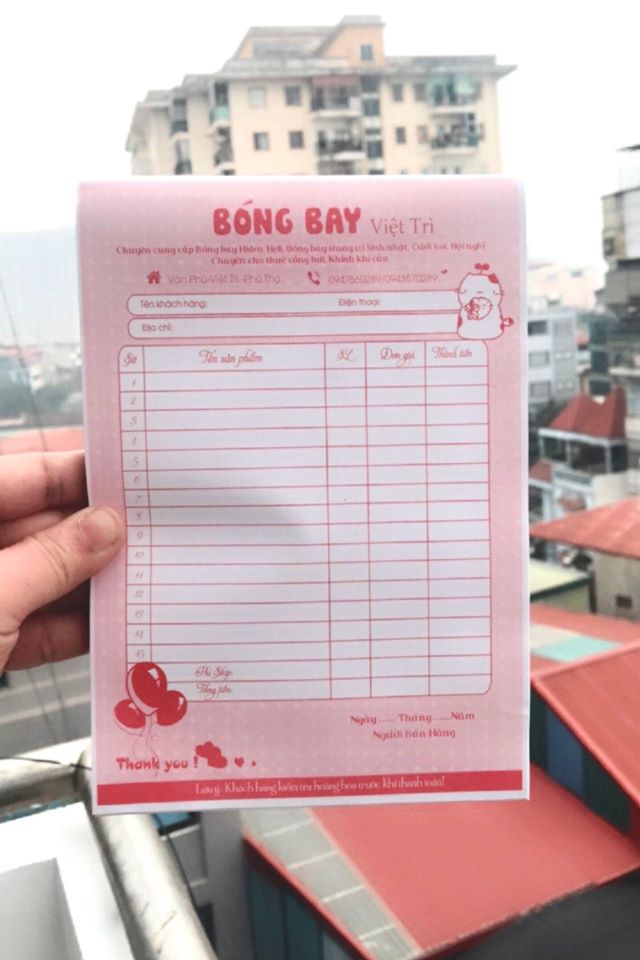 BÓNG BAY Việt Trì
Chuyên cung cấp Bóng bay Hidro, Heli, Bóng bay trang trí Sinh nhật, Cưới hỏi, Hội nghị
Chuyên cho thuê cổng hơi, Khinh khí cầu
Vân Phú-Việt Trì-Phú Thọ 0947560289/0943570289
Tên khách hàng: Điện thoại:
Địa chỉ:
Stt Tên sản phẩm SL Đơn giá Thành tiền
1
2
3
4
5
6
7
8
9
10
11
12
13
14
15
Phí Ship
Tổng tiền
Ngày...... Tháng......Năm
Người Bán Hàng
Thank you !
Lưu ý: Khách hàng kiểm tra hoàng hóa trước khi thanh toán!